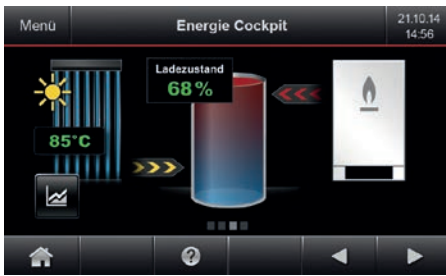 Menü
Energie Cockpit
21.10.14
14:56
Ladezustand
68%
85°C
?